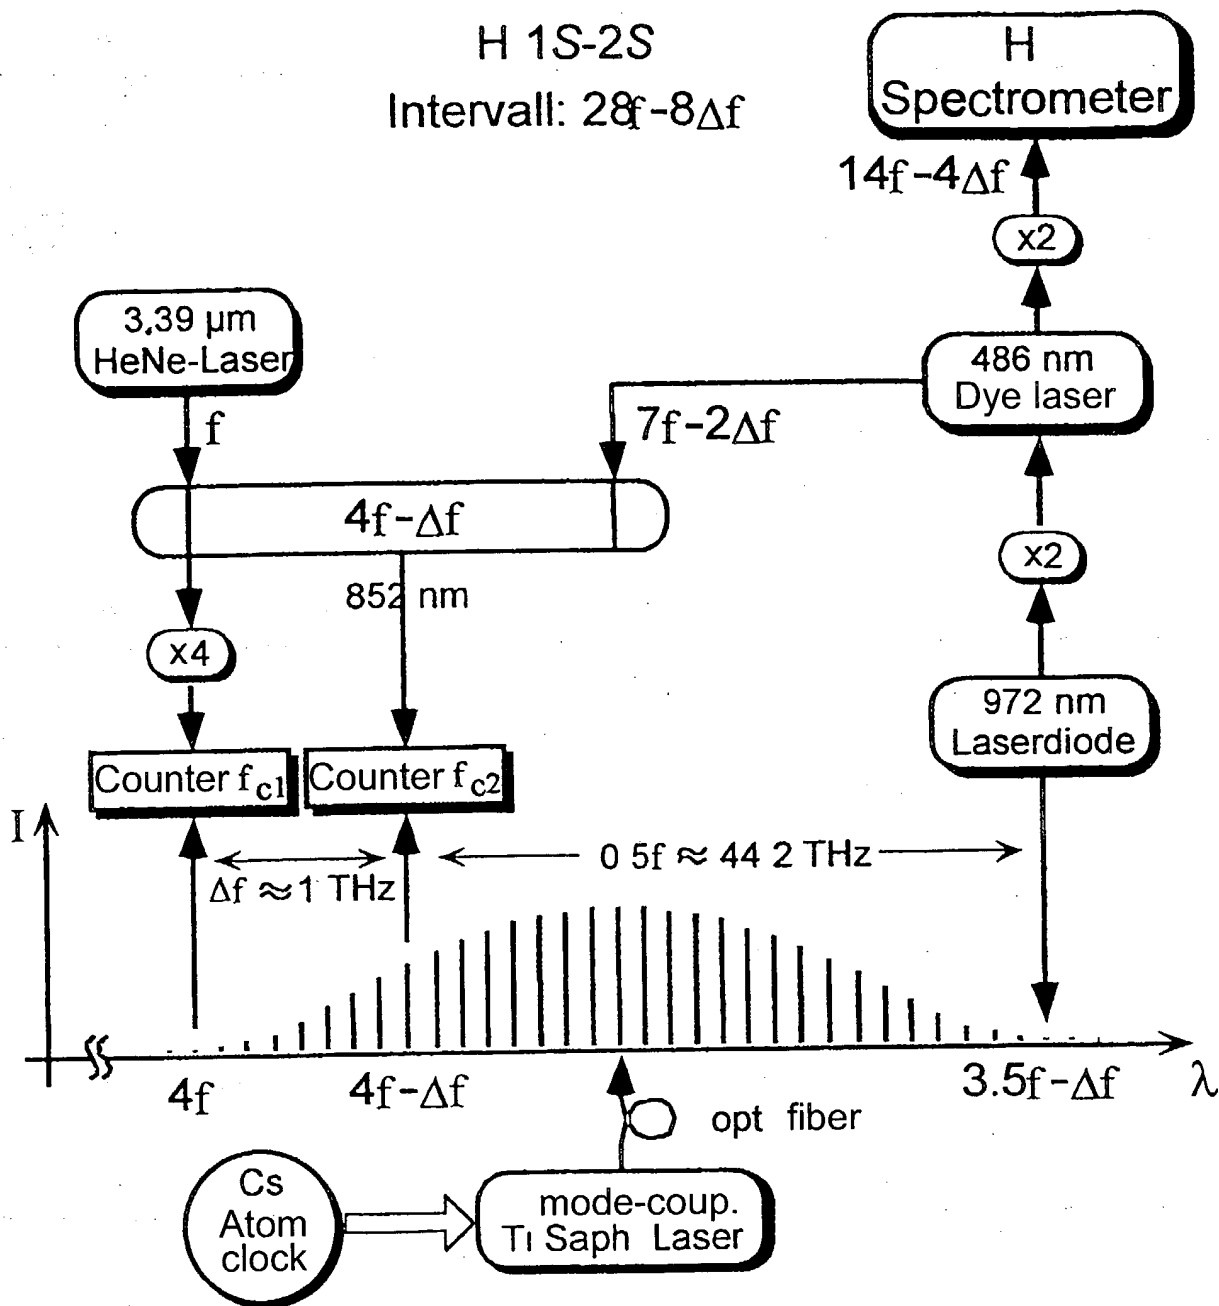 H 1S-2S
Intervall: 28f-8Δf
H
Spectrometer
14f-4Δf
x2
3.39 µm
HeNe-Laser
486 nm
Dye laser
f
7f-2Δf
4f-Δf
x2
852 nm
x4
972 nm
Laserdiode
Counter fc1
Counter fc2
I
0 5f ≈ 44 2 THz
Δf ≈ 1 THz
4f
4f-Δf
3.5f-Δf
λ
opt fiber
Cs
Atom
clock
mode-coup.
Ti Saph Laser